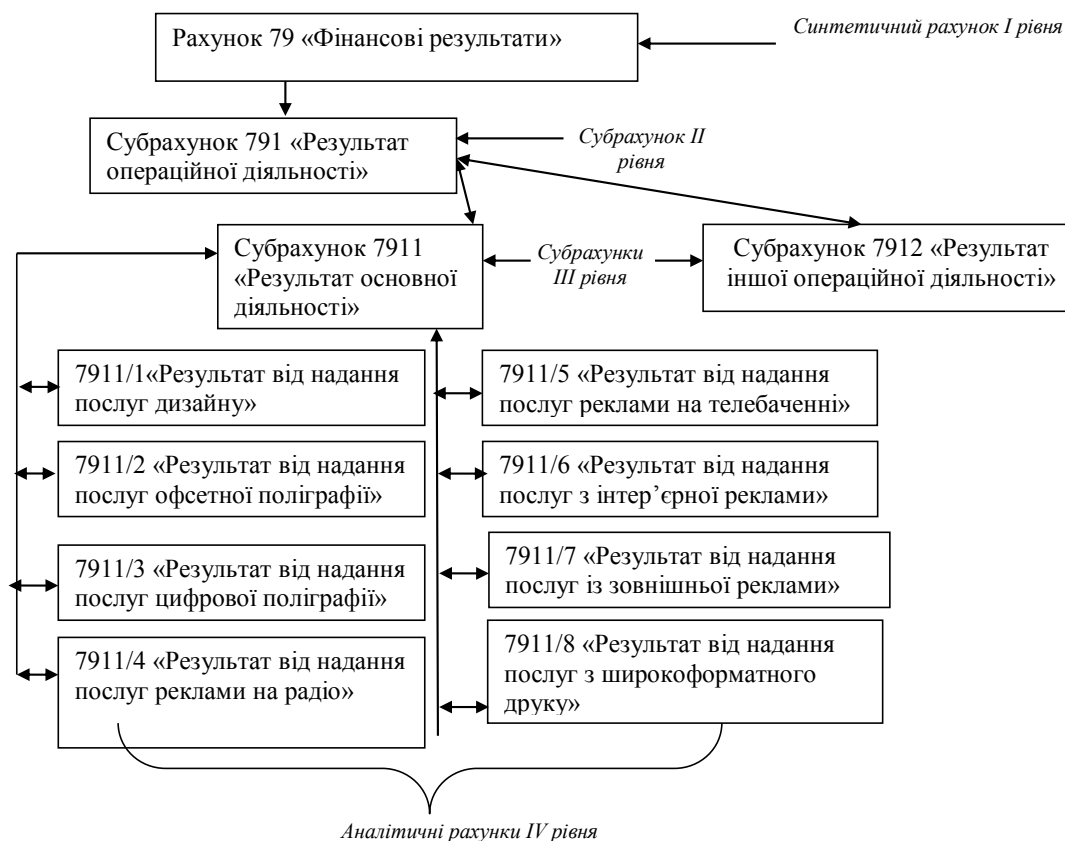 Рахунок 79 «Фінансові результати»
Синтетичний рахунок І рівня
Субрахунок 791 «Результат
операційної діяльності»
Субрахунок ІІ
рівня
Субрахунок 7911
«Результат основної
діяльності»
Субрахунки
ІІІ рівня
Субрахунок 7912 «Результат
іншої операційної діяльності»
7911/1«Результат від надання
послуг дизайну»
7911/2 «Результат від надання
послуг офсетної поліграфії»
7911/3 «Результат від надання
послуг цифрової поліграфії»
7911/4 «Результат від надання
послуг реклами на радіо»
7911/5 «Результат від надання
послуг реклами на телебаченні»
7911/6 «Результат від надання
послуг з інтер’єрної реклами»
7911/7 «Результат від надання
послуг із зовнішньої реклами»
7911/8 «Результат від надання
послуг з широкоформатного
друку»
Аналітичні рахунки IV рівня